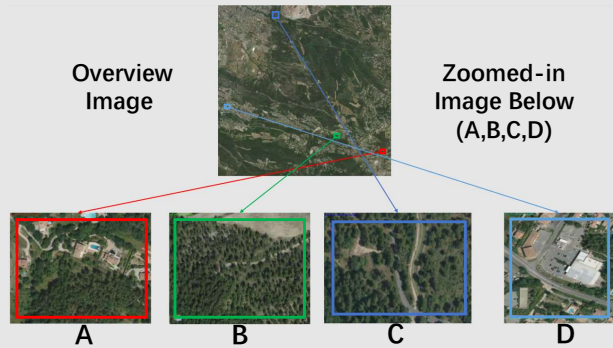 Overview
Image
Zoomed-in
Image Below
(A,B,C,D)
A
B
C
D